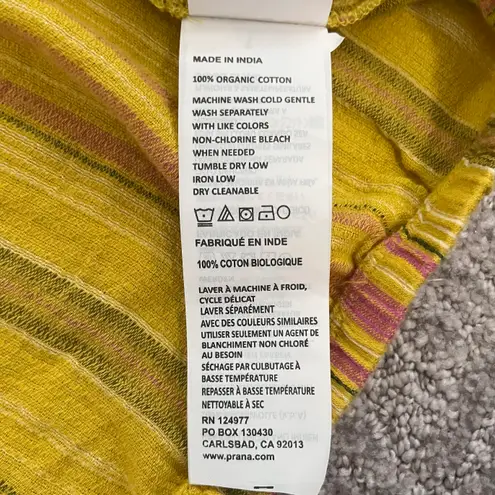 MADE IN INDIA
100% ORGANIC COTTON
MACHINE WASH COLD GENTLE
WASH SEPARATELY
WITH LIKE COLORS
NON-CHLORINE BLEACH
WHEN NEEDED
TUMBLE DRY LOW
IRON LOW
DRY CLEANABLE
FABRIQUÉ EN INDE
100% COTON BIOLOGIQUE
LAVER À MACHINE À FROID,
CYCLE DÉLICAT
LAVER SÉPARÉMENT
AVEC DES COULEURS SIMILAIRES
UTILISER SEULEMENT UN AGENT DE
BLANCHIMENT NON CHLORÉ
AU BESOIN
SÉCHAGE PAR CULBUTAGE À
BASSE TEMPÉRATURE
REPASSER À BASSE TEMPÉRATURE
NETTOYABLE À SEC
RN 124977
PO BOX 130430
CARLSBAD, CA 92013
www.prana.com